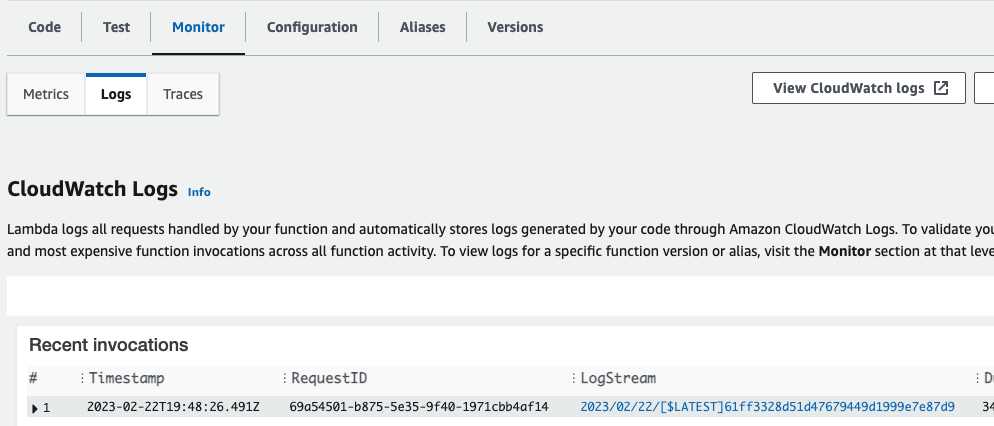 Code Test Monitor Configuration Aliases Versions
Metrics Logs Traces View CloudWatch logs
CloudWatch Logs Info
Lambda logs all requests handled by your function and automatically stores logs generated by your code through Amazon CloudWatch Logs. To validate you
and most expensive function invocations across all function activity. To view logs for a specific function version or alias, visit the Monitor section at that leve
Recent invocations
# : Timestamp : RequestID : LogStream : D
1 2023-02-22T19:48:26.491Z 69a54501-b875-5e35-9f40-1971cbb4af14 2023/02/22/[$LATEST]61ff3328d51d47679449d1999e7e87d9 34